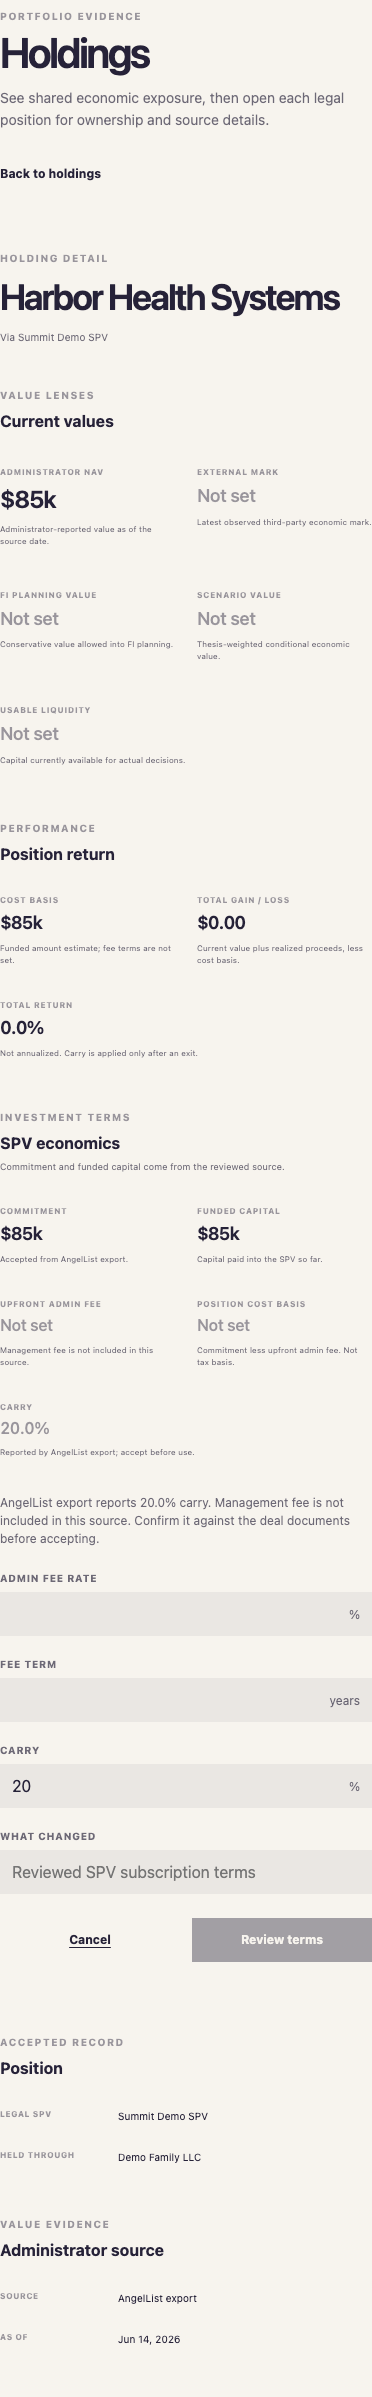 PORTFOLIO EVIDENCE
Holdings
See shared economic exposure, then open each legal
position for ownership and source details.
Back to holdings
HOLDING DETAIL
Harbor Health Systems
Via Summit Demo SPV
VALUE LENSES
Current values
ADMINISTRATOR NAV
$85k
Administrator-reported value as of the
source date.
EXTERNAL MARK
Not set
Latest observed third-party economic mark.
FI PLANNING VALUE
Not set
Conservative value allowed into FI planning.
SCENARIO VALUE
Not set
Thesis-weighted conditional economic
value.
USABLE LIQUIDITY
Not set
Capital currently available for actual decisions.
PERFORMANCE
Position return
COST BASIS
$85k
Funded amount estimate; fee terms are not
set.
TOTAL GAIN / LOSS
$0.00
Current value plus realized proceeds, less
cost basis.
TOTAL RETURN
0.0%
Not annualized. Carry is applied only after an exit.
INVESTMENT TERMS
SPV economics
Commitment and funded capital come from the reviewed source.
COMMITMENT
$85k
Accepted from AngelList export.
FUNDED CAPITAL
$85k
Capital paid into the SPV so far.
UPFRONT ADMIN FEE
Not set
Management fee is not included in this
source.
POSITION COST BASIS
Not set
Commitment less upfront admin fee. Not
tax basis.
CARRY
20.0%
Reported by AngelList export; accept before use.
AngelList export reports 20.0% carry. Management fee is not
included in this source. Confirm it against the deal documents
before accepting.
ADMIN FEE RATE
%
FEE TERM
years
CARRY
20 %
WHAT CHANGED
Reviewed SPV subscription terms
Cancel
Review terms
ACCEPTED RECORD
Position
LEGAL SPV
Summit Demo SPV
HELD THROUGH
Demo Family LLC
VALUE EVIDENCE
Administrator source
SOURCE
AngelList export
AS OF
Jun 14, 2026